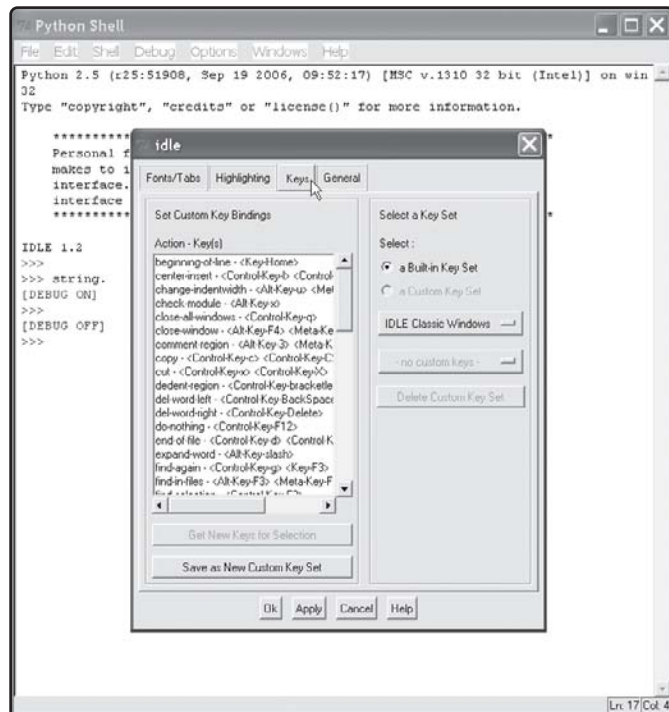 Python Shell
File Edit Shell Debug Options Windows Help
Python 2.5 (r25:51908, Sep 19 2006, 09:52:17) [MSC v.1310 32 bit (Intel)] on win
32
Type "copyright", "credits" or "license()" for more information.
Personal f
makes to i
interface.
interface
IDLE 1.2
>>>
>>> string.
[DEBUG ON]
>>>
[DEBUG OFF]
>>>
idle
Fonts/Tabs Highlighting Keys General
Set Custom Key Bindings
Action - Key(s)
beginning-of-line - <Key-Home>
center-insert - <Control-Key-l> <Control-
change-indentwidth - <Alt-Key-u> <Met
check-module - <Alt-Key-x>
close-all-windows - <Control-Key-q>
close-window - <Alt-Key-F4> <Meta-Ke
comment-region - <Alt-Key-3> <Meta-K
copy - <Control-Key-c> <Control-Key-C>
cut - <Control-Key-x> <Control-Key-X>
dedent-region - <Control-Key-bracketle
del-word-left - <Control-Key-BackSpace
del-word-right - <Control-Key-Delete>
do-nothing - <Control-Key-F12>
end-of-file - <Control-Key-d> <Control-K
expand-word - <Alt-Key-slash>
find-again - <Control-Key-g> <Key-F3>
find-in-files - <Alt-Key-F3> <Meta-Key-F
find-selection - <Control-Key-F3>
Get New Keys for Selection
Save as New Custom Key Set
Select a Key Set
Select :
a Built-in Key Set
a Custom Key Set
IDLE Classic Windows
- no custom keys -
Delete Custom Key Set
Ok Apply Cancel Help
Ln: 17 Col: 4